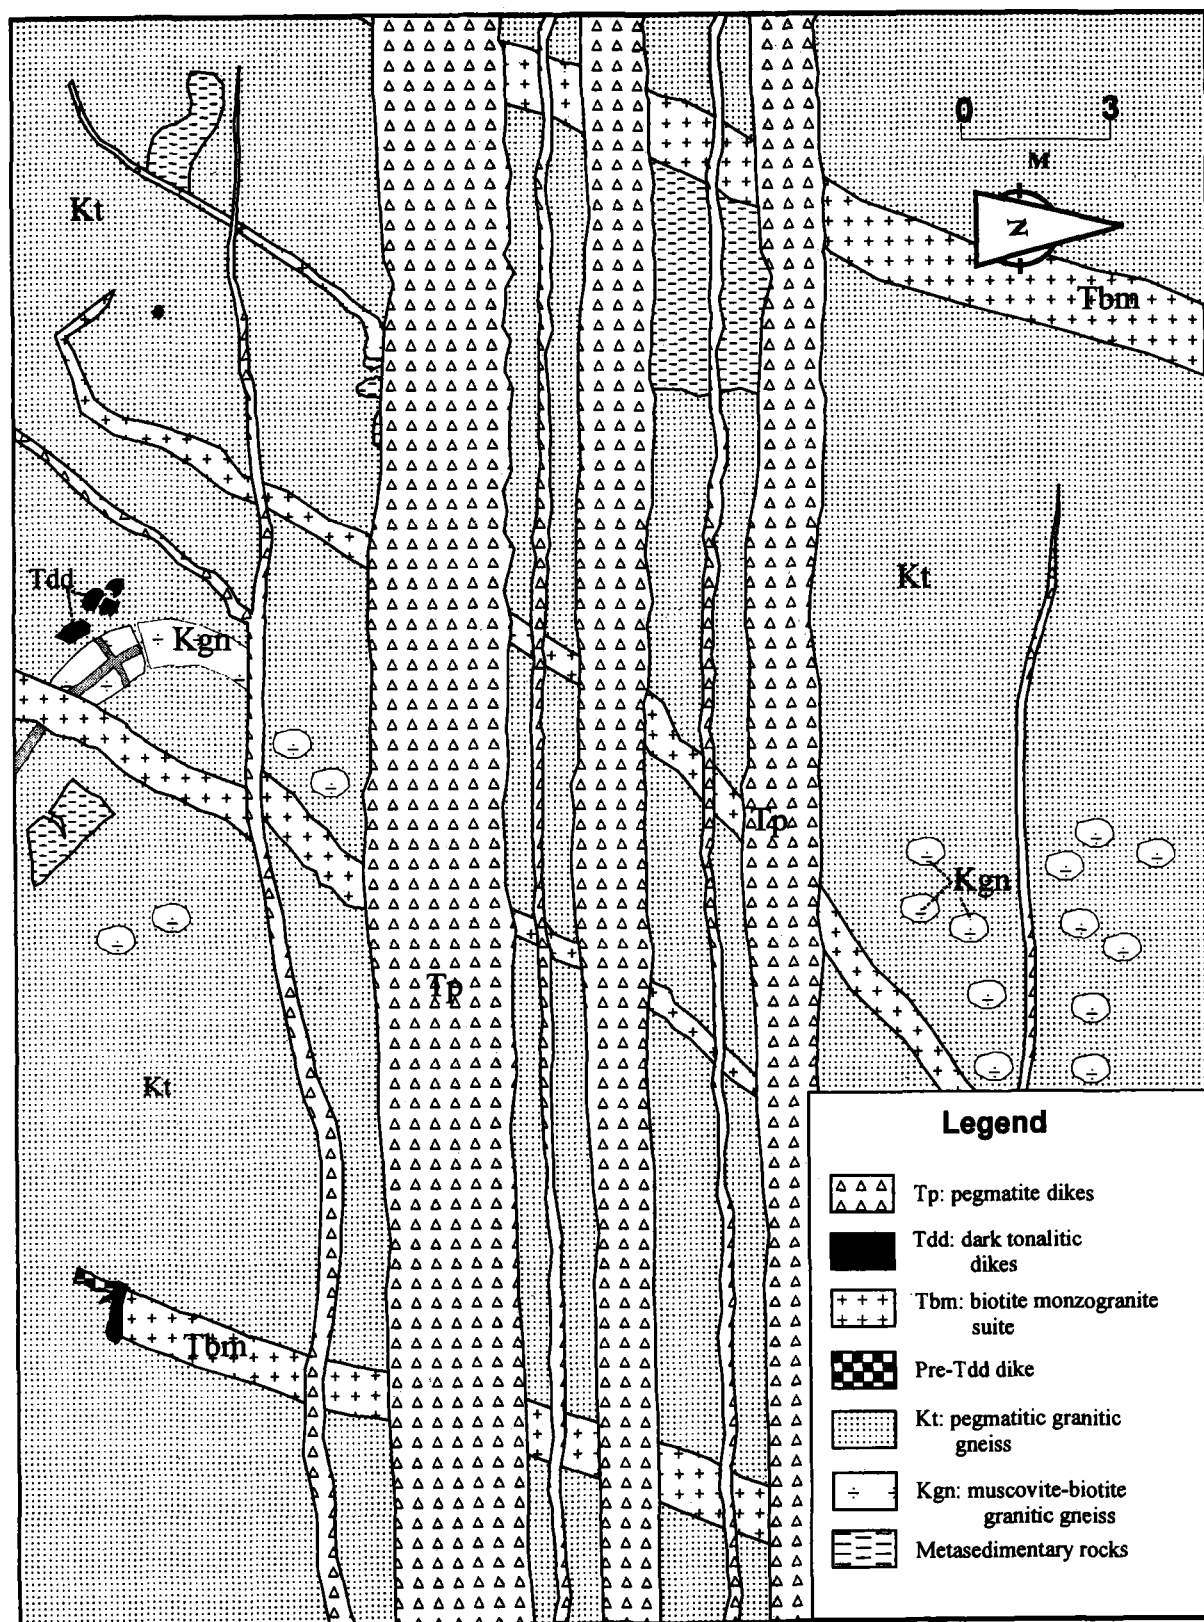 0 3
M
Kt
N
Tbm
Kt
Tdd
Kgn
Tp
Kgn
Tp
Kt
Tbm
Legend
Tp: pegmatite dikes
Tdd: dark tonalitic
dikes
Tbm: biotite monzogranite
suite
Pre-Tdd dike
Kt: pegmatitic granitic
gneiss
Kgn: muscovite-biotite
granitic gneiss
Metasedimentary rocks